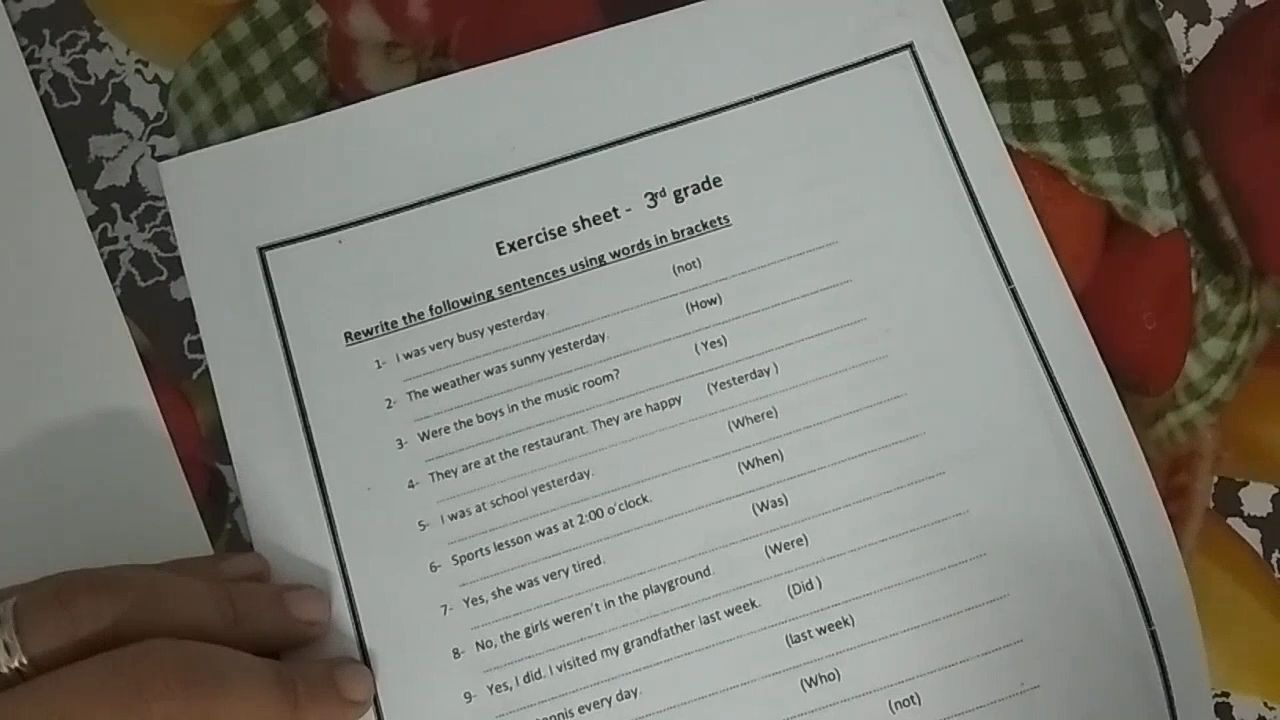 Exercise sheet - 3rd grade
Rewrite the following sentences using words in brackets
1- I was very busy yesterday. (not)
2- The weather was sunny yesterday. (How)
3- Were the boys in the music room? (Yes)
4- They are at the restaurant. They are happy (Yesterday)
5- I was at school yesterday. (Where)
6- Sports lesson was at 2:00 o'clock. (When)
7- Yes, she was very tired. (Was)
8- No, the girls weren't in the playground. (Were)
9- Yes, I did. I visited my grandfather last week. (Did)
every day. (last week)
(Who)
(not)